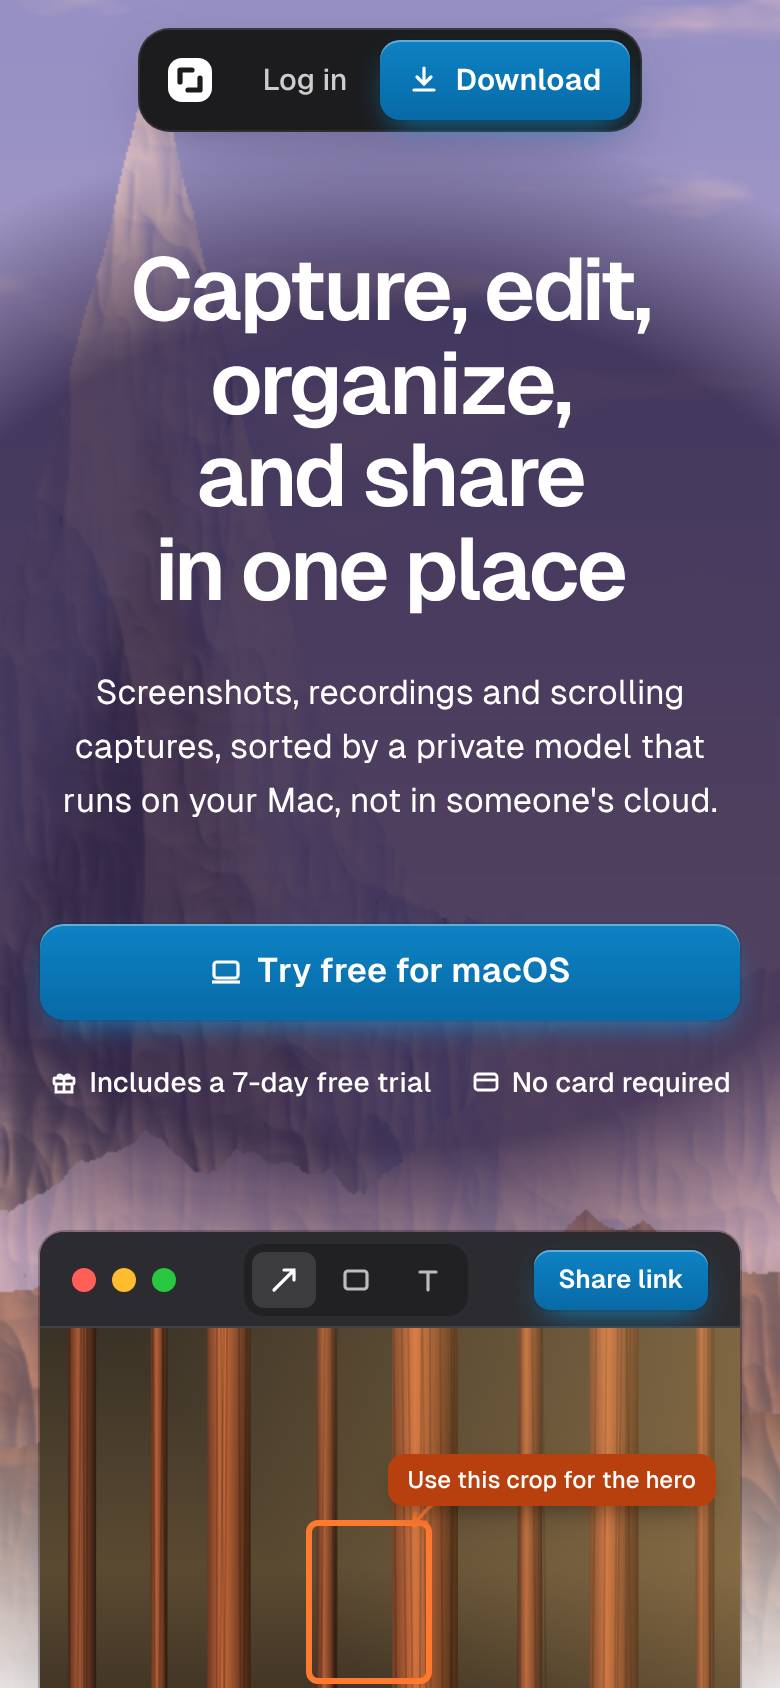 Log in
Download
Capture, edit,
organize,
and share
in one place
Screenshots, recordings and scrolling
captures, sorted by a private model that
runs on your Mac, not in someone's cloud.
Try free for macOS
Includes a 7-day free trial
No card required
T
Share link
Use this crop for the hero